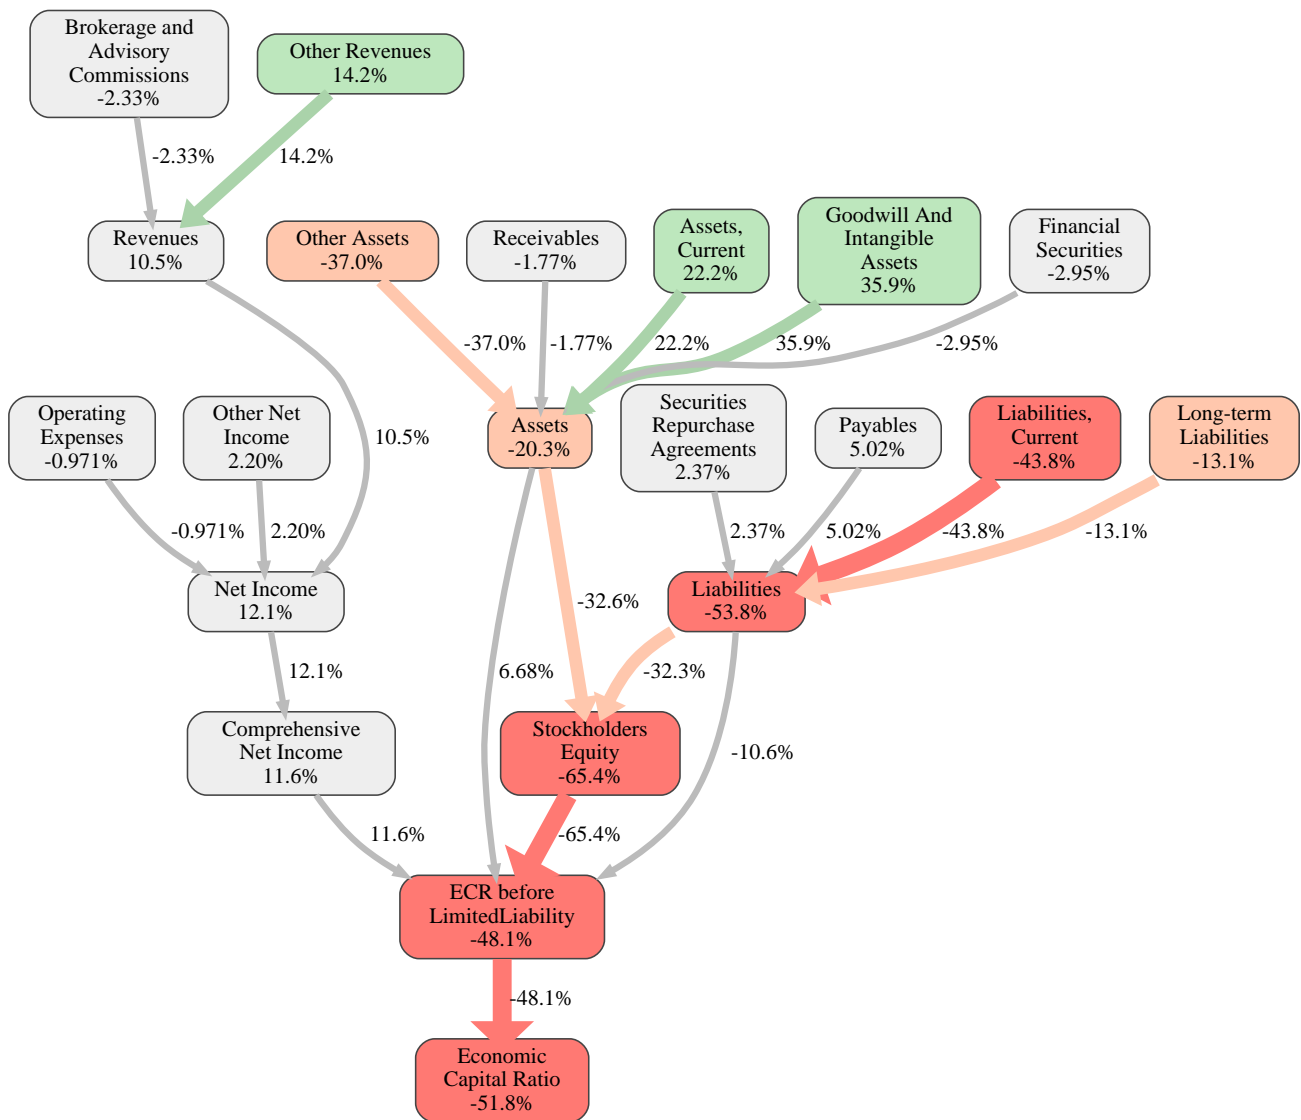 Brokerage and
Advisory
Commissions
-2.33%
Other Revenues
14.2%
-2.33%
14.2%
Revenues
10.5%
Other Assets
-37.0%
Receivables
-1.77%
Assets,
Current
22.2%
Goodwill And
Intangible
Assets
35.9%
Financial
Securities
-2.95%
-37.0%
-1.77%
22.2%
35.9%
-2.95%
Operating
Expenses
-0.971%
Other Net
Income
2.20%
10.5%
Assets
-20.3%
Securities
Repurchase
Agreements
2.37%
Payables
5.02%
Liabilities,
Current
-43.8%
Long-term
Liabilities
-13.1%
-0.971%
2.20%
2.37%
5.02%
-43.8%
-13.1%
Net Income
12.1%
-32.6%
Liabilities
-53.8%
12.1%
6.68%
-32.3%
Comprehensive
Net Income
11.6%
Stockholders
Equity
-65.4%
-10.6%
11.6%
-65.4%
ECR before
LimitedLiability
-48.1%
-48.1%
Economic
Capital Ratio
-51.8%